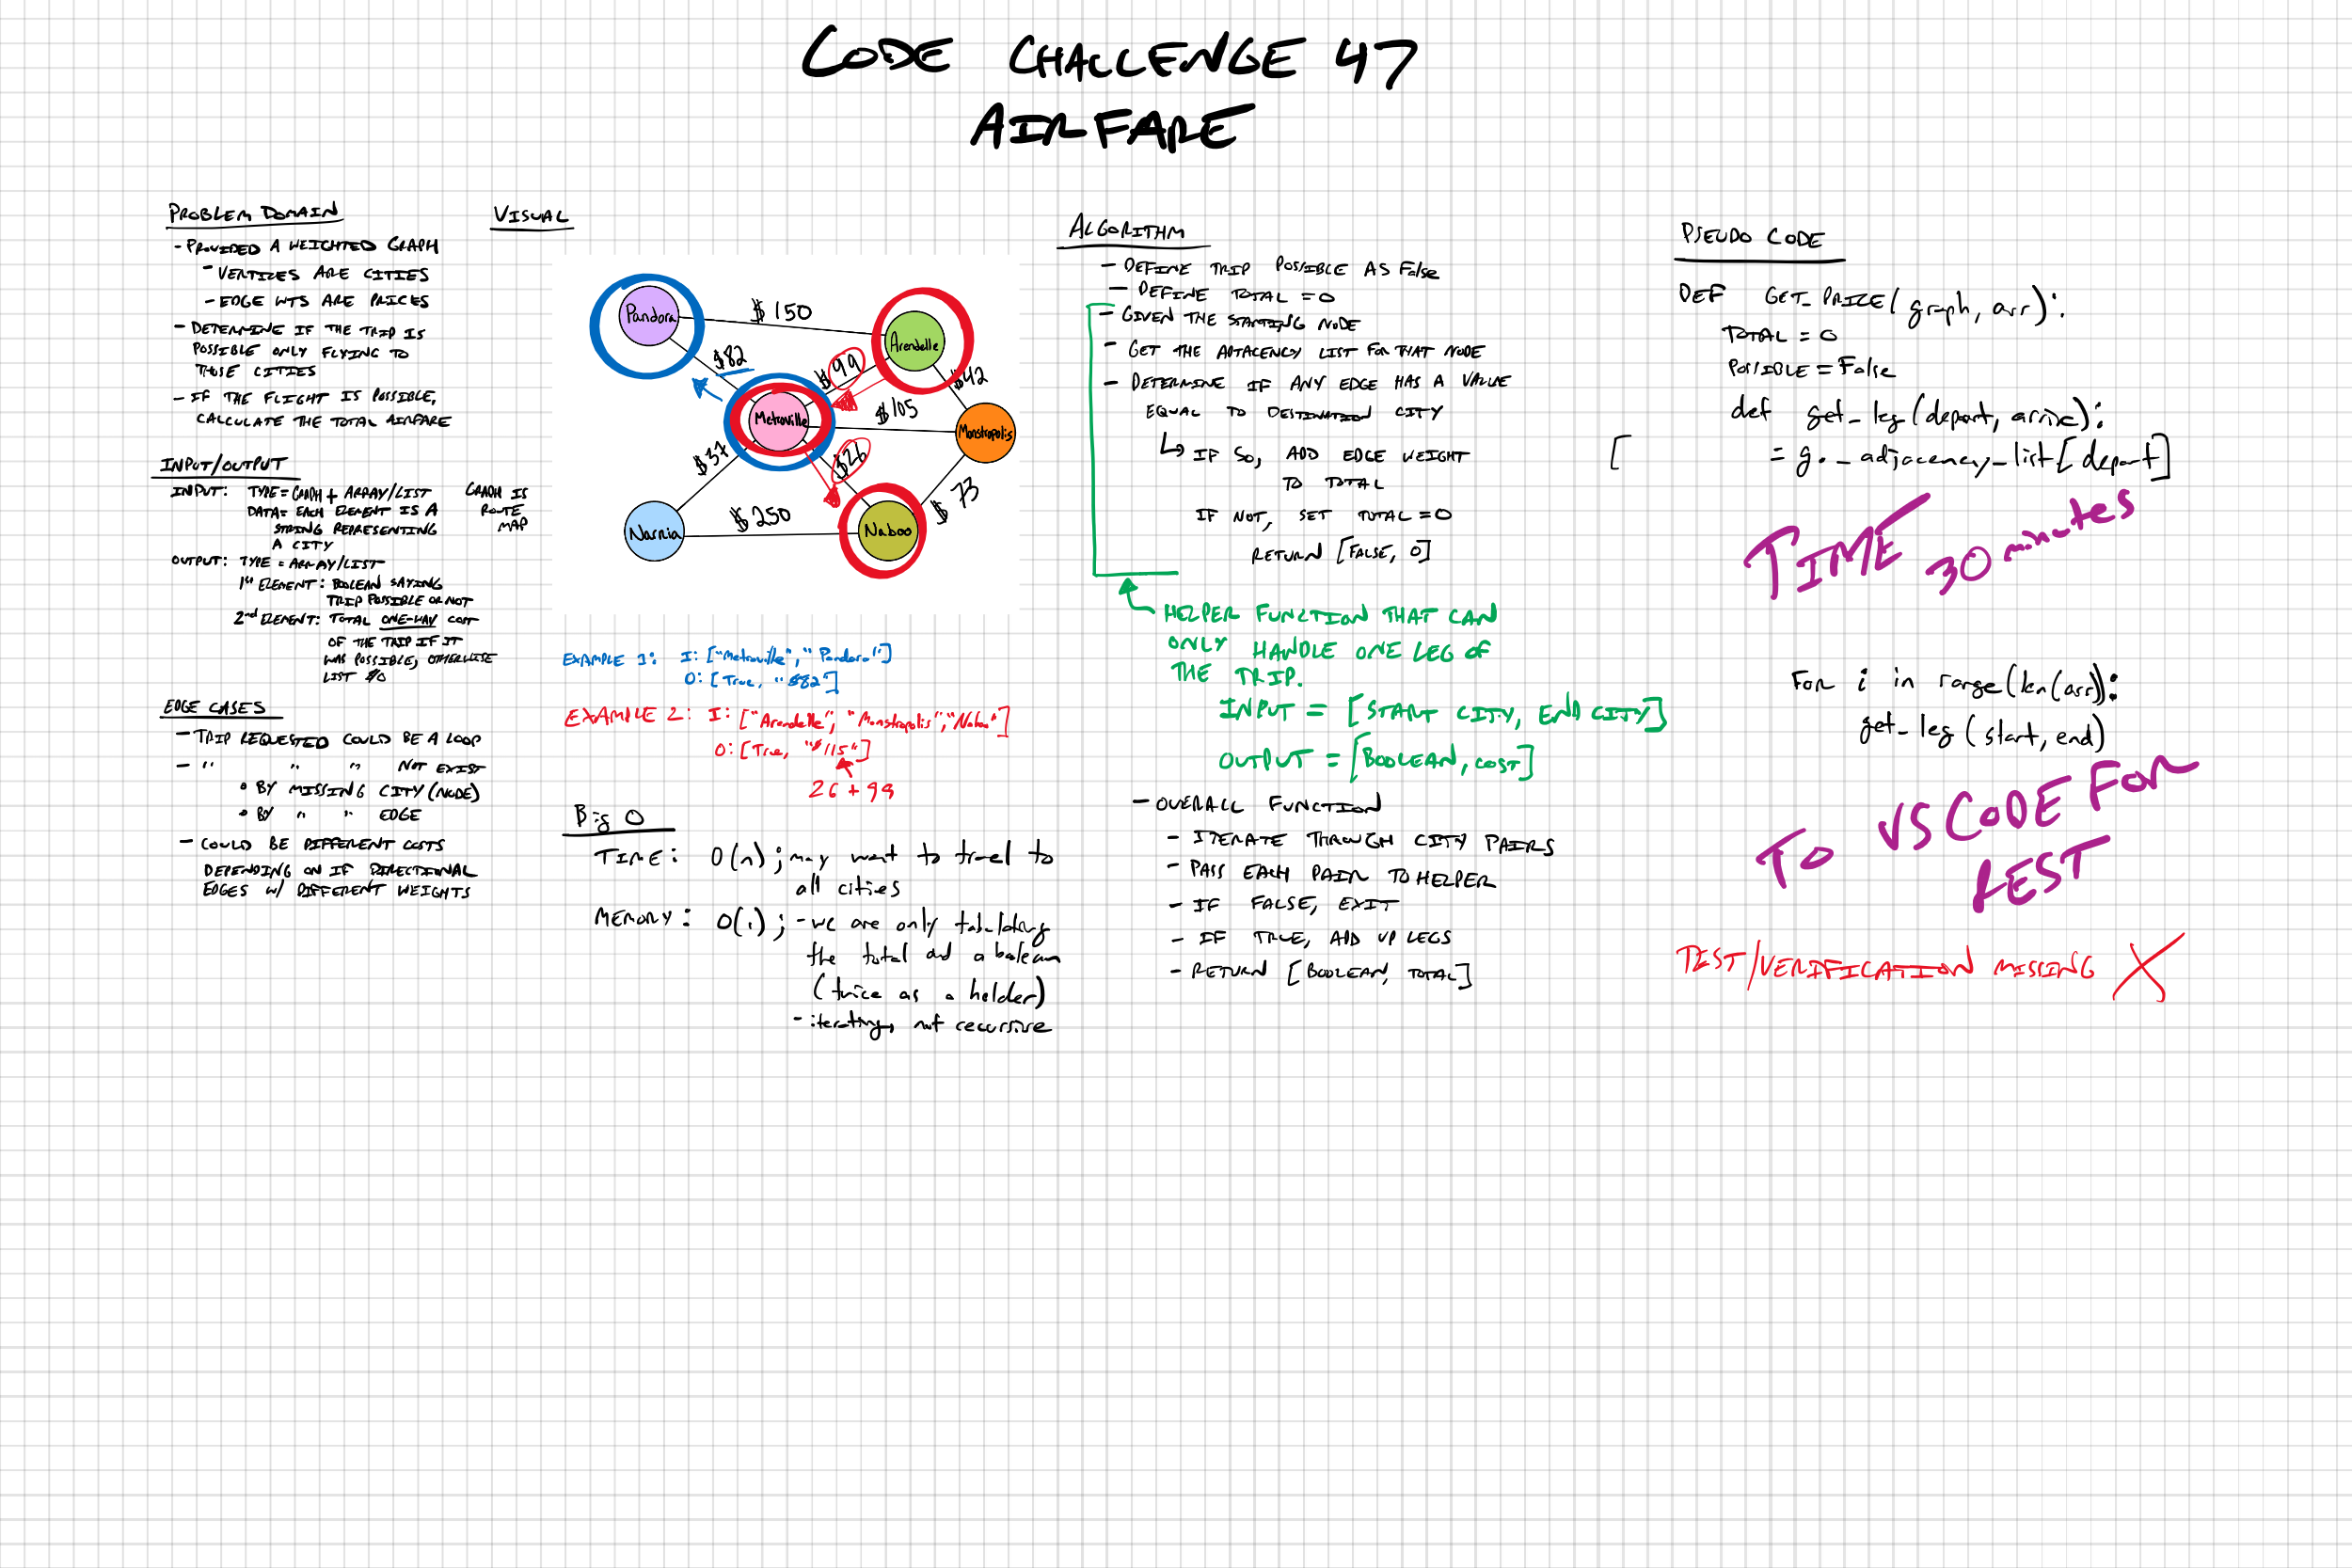 CODE CHALLENGE 47
AIRFARE
PROBLEM DOMAIN
- PROVIDED A WEIGHTED GRAPH
- VERTIZES ARE CITIES
- EDGE WTS ARE PRICES
- DETERMINE IF THE TRIP IS
POSSIBLE ONLY FLYING TO
THOSE CITIES
- IF THE FLIGHT IS POSSIBLE,
CALCULATE THE TOTAL AIRFARE
INPUT/OUTPUT
INPUT: TYPE = GRAPH + ARRAY/LIST
DATA = EACH ELEMENT IS A
STRING REPRESENTING
A CITY
GRAPH IS
ROUTE
MAP
OUTPUT: TYPE = ARRAY/LIST
1st ELEMENT: BOOLEAN SAYING
TRIP POSSIBLE OR NOT
2nd ELEMENT: TOTAL ONE-WAY COST
OF THE TRIP IF IT
WAS POSSIBLE, OTHERWISE
LIST $0
EDGE CASES
- TRIP REQUESTED COULD BE A LOOP
- " " " NOT EXIST
• BY MISSING CITY (NODE)
• BY " " EDGE
- COULD BE DIFFERENT COSTS
DEPENDING ON IF DIRECTIONAL
EDGES W/ DIFFERENT WEIGHTS
VISUAL
Pandora
$150
Arendelle
$82
$99
$42
Metroville
$105
Monstropolis
$37
$26
$73
Narnia
$250
Naboo
EXAMPLE 1: I: ["Metroville", "Pandora"]
O: [True, "$82"]
EXAMPLE 2: I: ["Arendelle", "Monstropolis", "Naboo"]
O: [True, "$115"]
26 + 99
Big O
TIME: O(n); may want to travel to
all cities
MEMORY: O(1); - we are only tabulating
the total and a boolean
(twice as a helder)
- iterating, not recursive
ALGORITHM
- DEFINE TRIP POSSIBLE AS False
- DEFINE TOTAL = 0
- GIVEN THE STARTING NODE
- GET THE ADJACENCY LIST FOR THAT NODE
- DETERMINE IF ANY EDGE HAS A VALUE
EQUAL TO DESTINATION CITY
↳ IF SO, ADD EDGE WEIGHT
TO TOTAL
IF NOT, SET TOTAL = 0
RETURN [FALSE, 0]
HELPER FUNCTION THAT CAN
ONLY HANDLE ONE LEG OF
THE TRIP.
INPUT = [START CITY, END CITY]
OUTPUT = [BOOLEAN, COST]
- OVERALL FUNCTION
- ITERATE THROUGH CITY PAIRS
- PASS EACH PAIR TO HELPER
- IF FALSE, EXIT
- IF TRUE, ADD UP LEGS
- RETURN [BOOLEAN, TOTAL]
PSEUDO CODE
DEF GET_PRIZE(graph, arr):
TOTAL = 0
POSSIBLE = False
def get_leg(depart, arrive):
[ = g._adjacency_list[depart]
TIME 30 minutes
FOR i in range(len(arr)):
get_leg(start, end)
TO VS CODE FOR
REST
TEST/VERIFICATION MISSING X